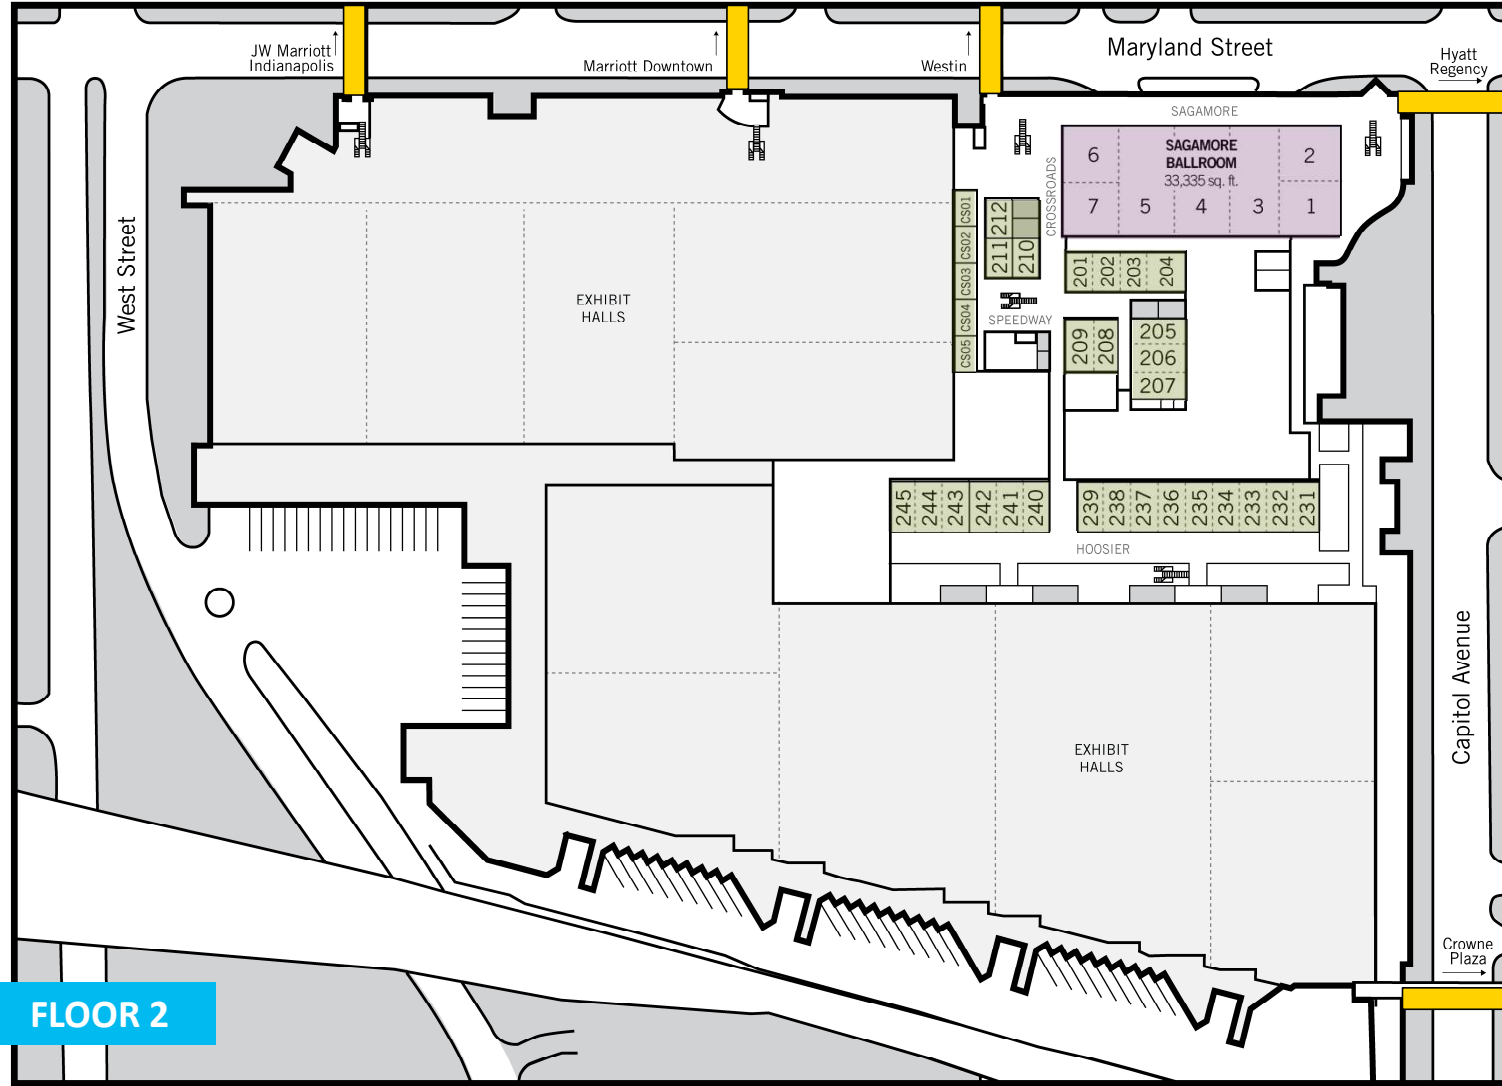 JW Marriott
Indianapolis
Marriott Downtown
Westin
Maryland Street
Hyatt
Regency
SAGAMORE
SAGAMORE
BALLROOM
33,335 sq. ft.
6
2
7
5
4
3
1
CROSSROADS
West Street
CS01
CS02
CS03
CS04
CS05
212
211
210
201
202
203
204
SPEEDWAY
209
208
205
206
207
EXHIBIT
HALLS
245
244
243
242
241
240
239
238
237
236
235
234
233
232
231
HOOSIER
EXHIBIT
HALLS
Capitol Avenue
Crowne
Plaza
FLOOR 2